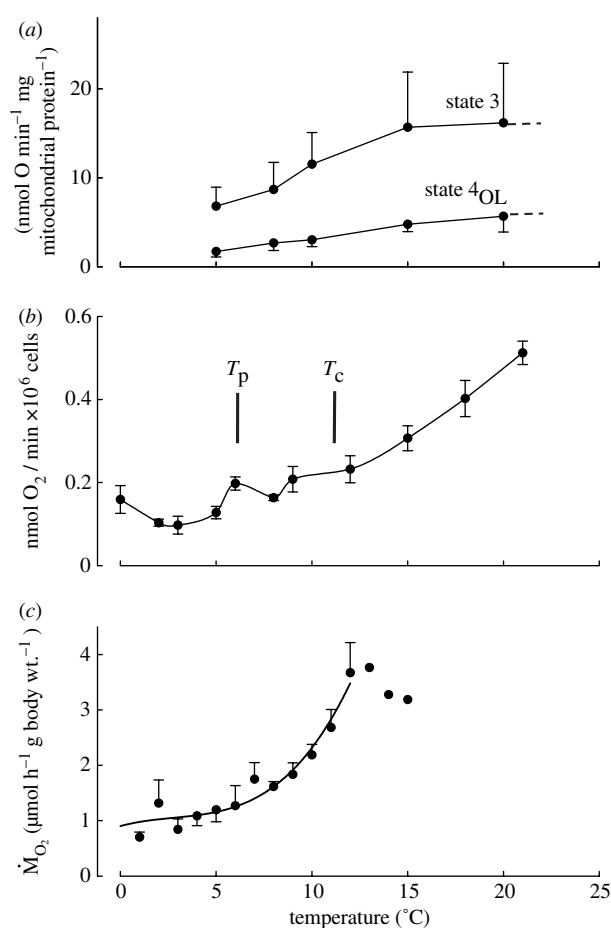 (a)
(nmol O min⁻¹ mg
mitochondrial protein⁻¹)
20
10
0
state 3
state 4OL
(b)
nmol O₂ / min ×10⁶ cells
0.6
0.4
0.2
0
Tp
Tc
(c)
ṀO₂ (µmol h⁻¹ g body wt.⁻¹)
4
3
2
1
0
0 5 10 15 20 25
temperature (°C)